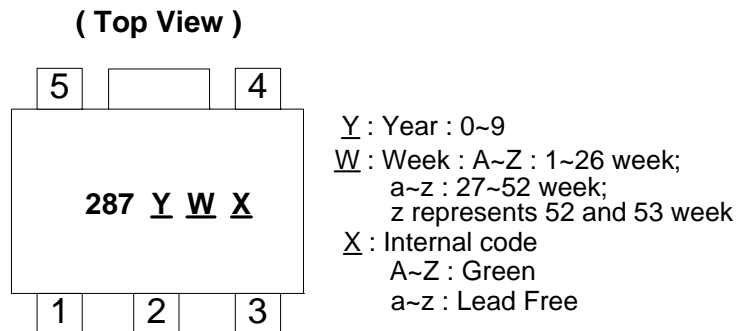 ( Top View )
5 4
287 Y W X
1 2 3
Y : Year : 0~9
W : Week : A~Z : 1~26 week;
a~z : 27~52 week;
z represents 52 and 53 week
X : Internal code
A~Z : Green
a~z : Lead Free